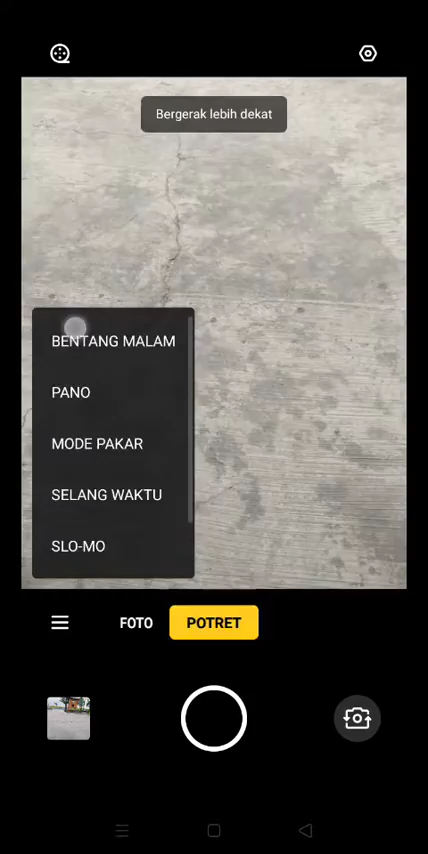 Bergerak lebih dekat
BENTANG MALAM
PANO
MODE PAKAR
SELANG WAKTU
SLO-MO
FOTO
POTRET